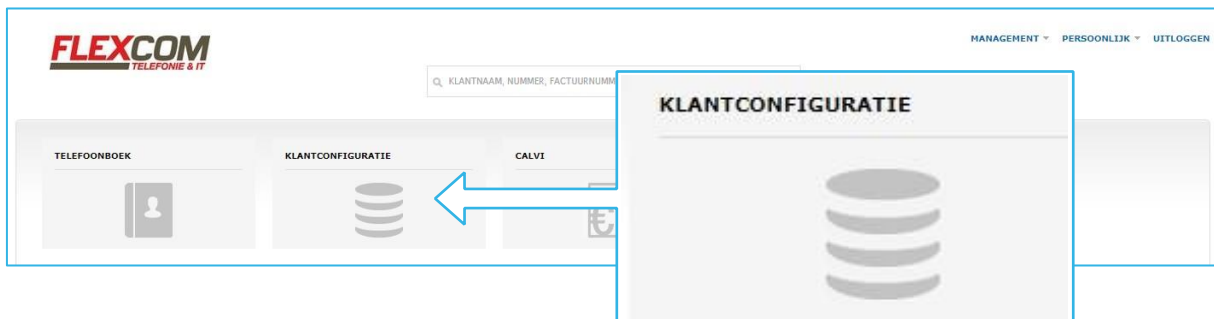 FLEXCOM
TELEFONIE & IT
MANAGEMENT PERSOONLIJK UITLOGGEN
KLANTNAAM, NUMMER, FACTUURNUMM
KLANTCONFIGURATIE
TELEFOONBOEK
KLANTCONFIGURATIE
CALVI
€